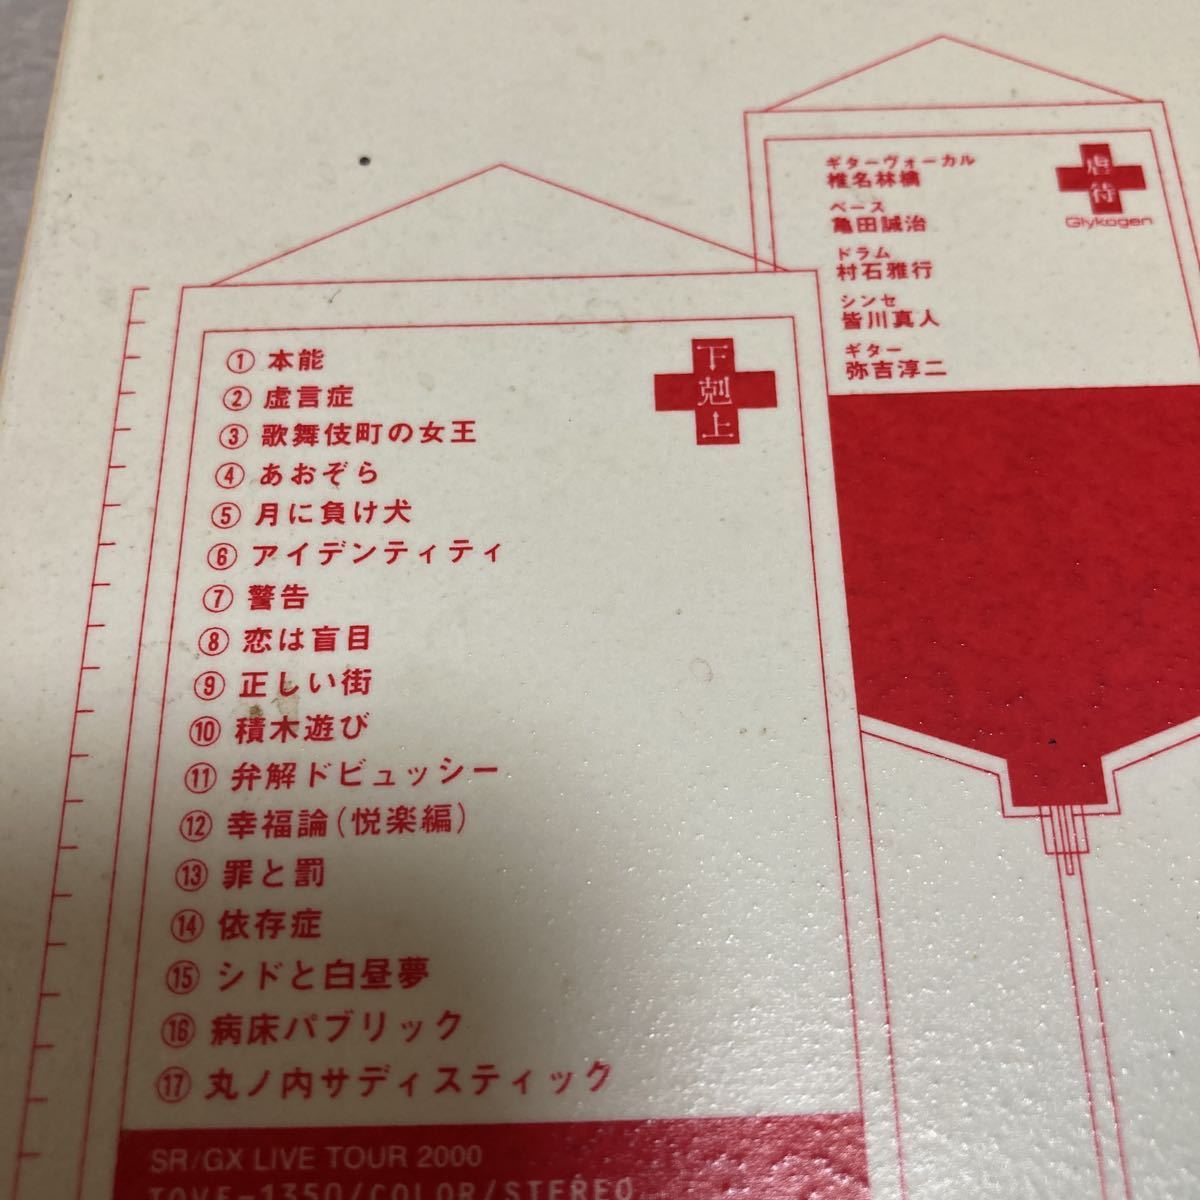 ギターヴォーカル
椎名林檎
ベース
亀田誠治
ドラム
村石雅行
シンセ
皆川真人
ギター
弥吉淳二
虐待
Glykogen
下剋上
① 本能
② 虚言症
③ 歌舞伎町の女王
④ あおぞら
⑤ 月に負け犬
⑥ アイデンティティ
⑦ 警告
⑧ 恋は盲目
⑨ 正しい街
⑩ 積木遊び
⑪ 弁解ドビュッシー
⑫ 幸福論(悦楽編)
⑬ 罪と罰
⑭ 依存症
⑮ シドと白昼夢
⑯ 病床パブリック
⑰ 丸ノ内サディスティック
SR/GX LIVE TOUR 2000
TOVF-1350/COLOR/STEREO